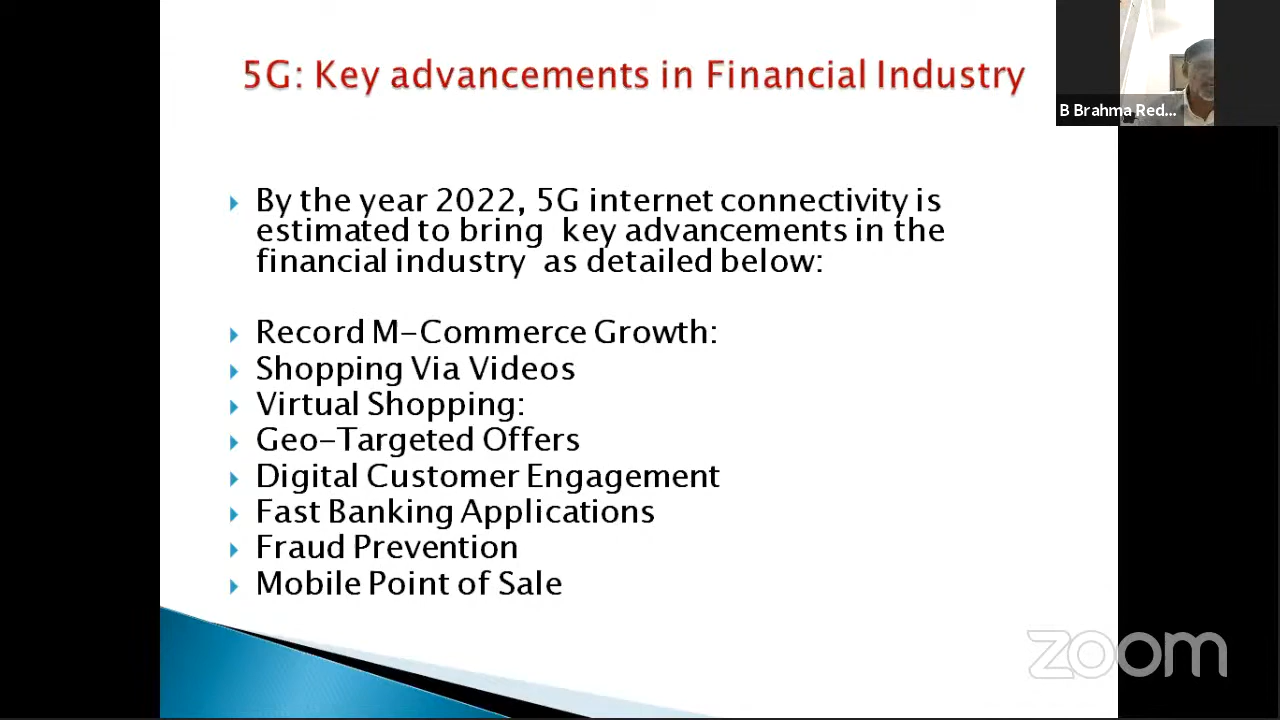 5G: Key advancements in Financial Industry
B Brahma Red...
By the year 2022, 5G internet connectivity is
estimated to bring key advancements in the
financial industry as detailed below:
Record M-Commerce Growth:
Shopping Via Videos
Virtual Shopping:
Geo-Targeted Offers
Digital Customer Engagement
Fast Banking Applications
Fraud Prevention
Mobile Point of Sale
zoom